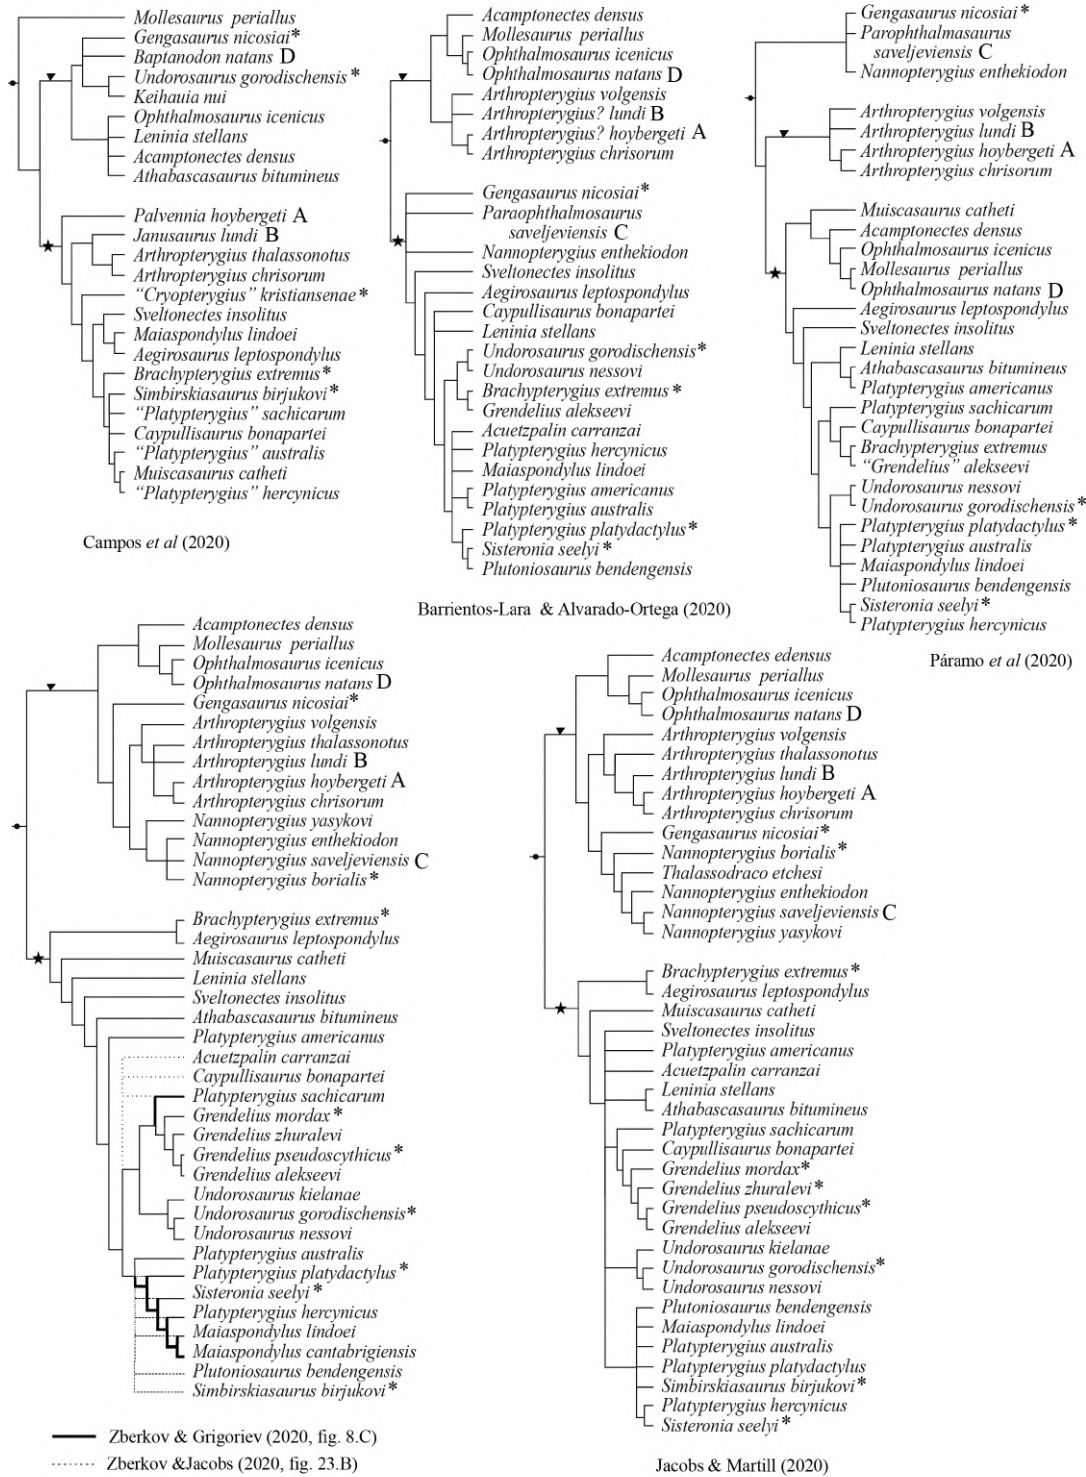 Mollesaurus periallus
Gengasaurus nicosiai*
Baptanodon natans D
Undorosaurus gorodischensis*
Keihauia nui
Ophthalmosaurus icenicus
Leninia stellans
Acamptonectes densus
Athabascasaurus bitumineus
Palvennia hoybergeti A
Janusaurus lundi B
Arthropterygius thalassonotus
Arthropterygius chrisorum
"Cryopterygius" kristiansenae*
Sveltonectes insolitus
Maiaspondylus lindoei
Aegirosaurus leptospondylus
Brachypterygius extremus*
Simbirskiasaurus birjukovi*
"Platypterygius" sachicarum
Caypullisaurus bonapartei
"Platypterygius" australis
Muiscasaurus catheti
"Platypterygius" hercynicus
Campos et al (2020)
Acamptonectes densus
Mollesaurus periallus
Ophthalmosaurus icenicus
Ophthalmosaurus natans D
Arthropterygius volgensis
Arthropterygius? lundi B
Arthropterygius? hoybergeti A
Arthropterygius chrisorum
Gengasaurus nicosiai*
Paraophthalmosaurus
saveljeviensis C
Nannopterygius enthekiodon
Sveltonectes insolitus
Aegirosaurus leptospondylus
Caypullisaurus bonapartei
Leninia stellans
Undorosaurus gorodischensis*
Undorosaurus nessovi
Brachypterygius extremus*
Grendelius alekseevi
Acuetzpalin carranzai
Platypterygius hercynicus
Maiaspondylus lindoei
Platypterygius americanus
Platypterygius australis
Platypterygius platydactylus*
Sisteronia seelyi*
Plutoniosaurus bendengensis
Barrientos-Lara & Alvarado-Ortega (2020)
Gengasaurus nicosiai*
Parophthalmasaurus
saveljeviensis C
Nannopterygius enthekiodon
Arthropterygius volgensis
Arthropterygius lundi B
Arthropterygius hoybergeti A
Arthropterygius chrisorum
Muiscasaurus catheti
Acamptonectes densus
Ophthalmosaurus icenicus
Mollesaurus periallus
Ophthalmosaurus natans D
Aegirosaurus leptospondylus
Sveltonectes insolitus
Leninia stellans
Athabascasaurus bitumineus
Platypterygius americanus
Platypterygius sachicarum
Caypullisaurus bonapartei
Brachypterygius extremus
"Grendelius" alekseevi
Undorosaurus nessovi
Undorosaurus gorodischensis*
Platypterygius platydactylus*
Platypterygius australis
Maiaspondylus lindoei
Plutoniosaurus bendengensis
Sisteronia seelyi*
Platypterygius hercynicus
Páramo et al (2020)
Acamptonectes densus
Mollesaurus periallus
Ophthalmosaurus icenicus
Ophthalmosaurus natans D
Gengasaurus nicosiai*
Arthropterygius volgensis
Arthropterygius thalassonotus
Arthropterygius lundi B
Arthropterygius hoybergeti A
Arthropterygius chrisorum
Nannopterygius yasykovi
Nannopterygius enthekiodon
Nannopterygius saveljeviensis C
Nannopterygius borialis*
Brachypterygius extremus*
Aegirosaurus leptospondylus
Muiscasaurus catheti
Leninia stellans
Sveltonectes insolitus
Athabascasaurus bitumineus
Platypterygius americanus
Acuetzpalin carranzai
Caypullisaurus bonapartei
Platypterygius sachicarum
Grendelius mordax*
Grendelius zhuralevi
Grendelius pseudoscythicus*
Grendelius alekseevi
Undorosaurus kielanae
Undorosaurus gorodischensis*
Undorosaurus nessovi
Platypterygius australis
Platypterygius platydactylus*
Sisteronia seelyi*
Platypterygius hercynicus
Maiaspondylus lindoei
Maiaspondylus cantabrigiensis
Plutoniosaurus bendengensis
Simbirskiasaurus birjukovi*
Zberkov & Grigoriev (2020, fig. 8.C)
Zberkov &Jacobs (2020, fig. 23.B)
Acamptonectes edensus
Mollesaurus periallus
Ophthalmosaurus icenicus
Ophthalmosaurus natans D
Arthropterygius volgensis
Arthropterygius thalassonotus
Arthropterygius lundi B
Arthropterygius hoybergeti A
Arthropterygius chrisorum
Gengasaurus nicosiai*
Nannopterygius borialis*
Thalassodraco etchesi
Nannopterygius enthekiodon
Nannopterygius saveljeviensis C
Nannopterygius yasykovi
Brachypterygius extremus*
Aegirosaurus leptospondylus
Muiscasaurus catheti
Sveltonectes insolitus
Platypterygius americanus
Acuetzpalin carranzai
Leninia stellans
Athabascasaurus bitumineus
Platypterygius sachicarum
Caypullisaurus bonapartei
Grendelius mordax*
Grendelius zhuralevi*
Grendelius pseudoscythicus*
Grendelius alekseevi
Undorosaurus kielanae
Undorosaurus gorodischensis*
Undorosaurus nessovi
Plutoniosaurus bendengensis
Maiaspondylus lindoei
Platypterygius australis
Platypterygius platydactylus
Simbirskiasaurus birjukovi*
Platypterygius hercynicus
Sisteronia seelyi*
Jacobs & Martill (2020)